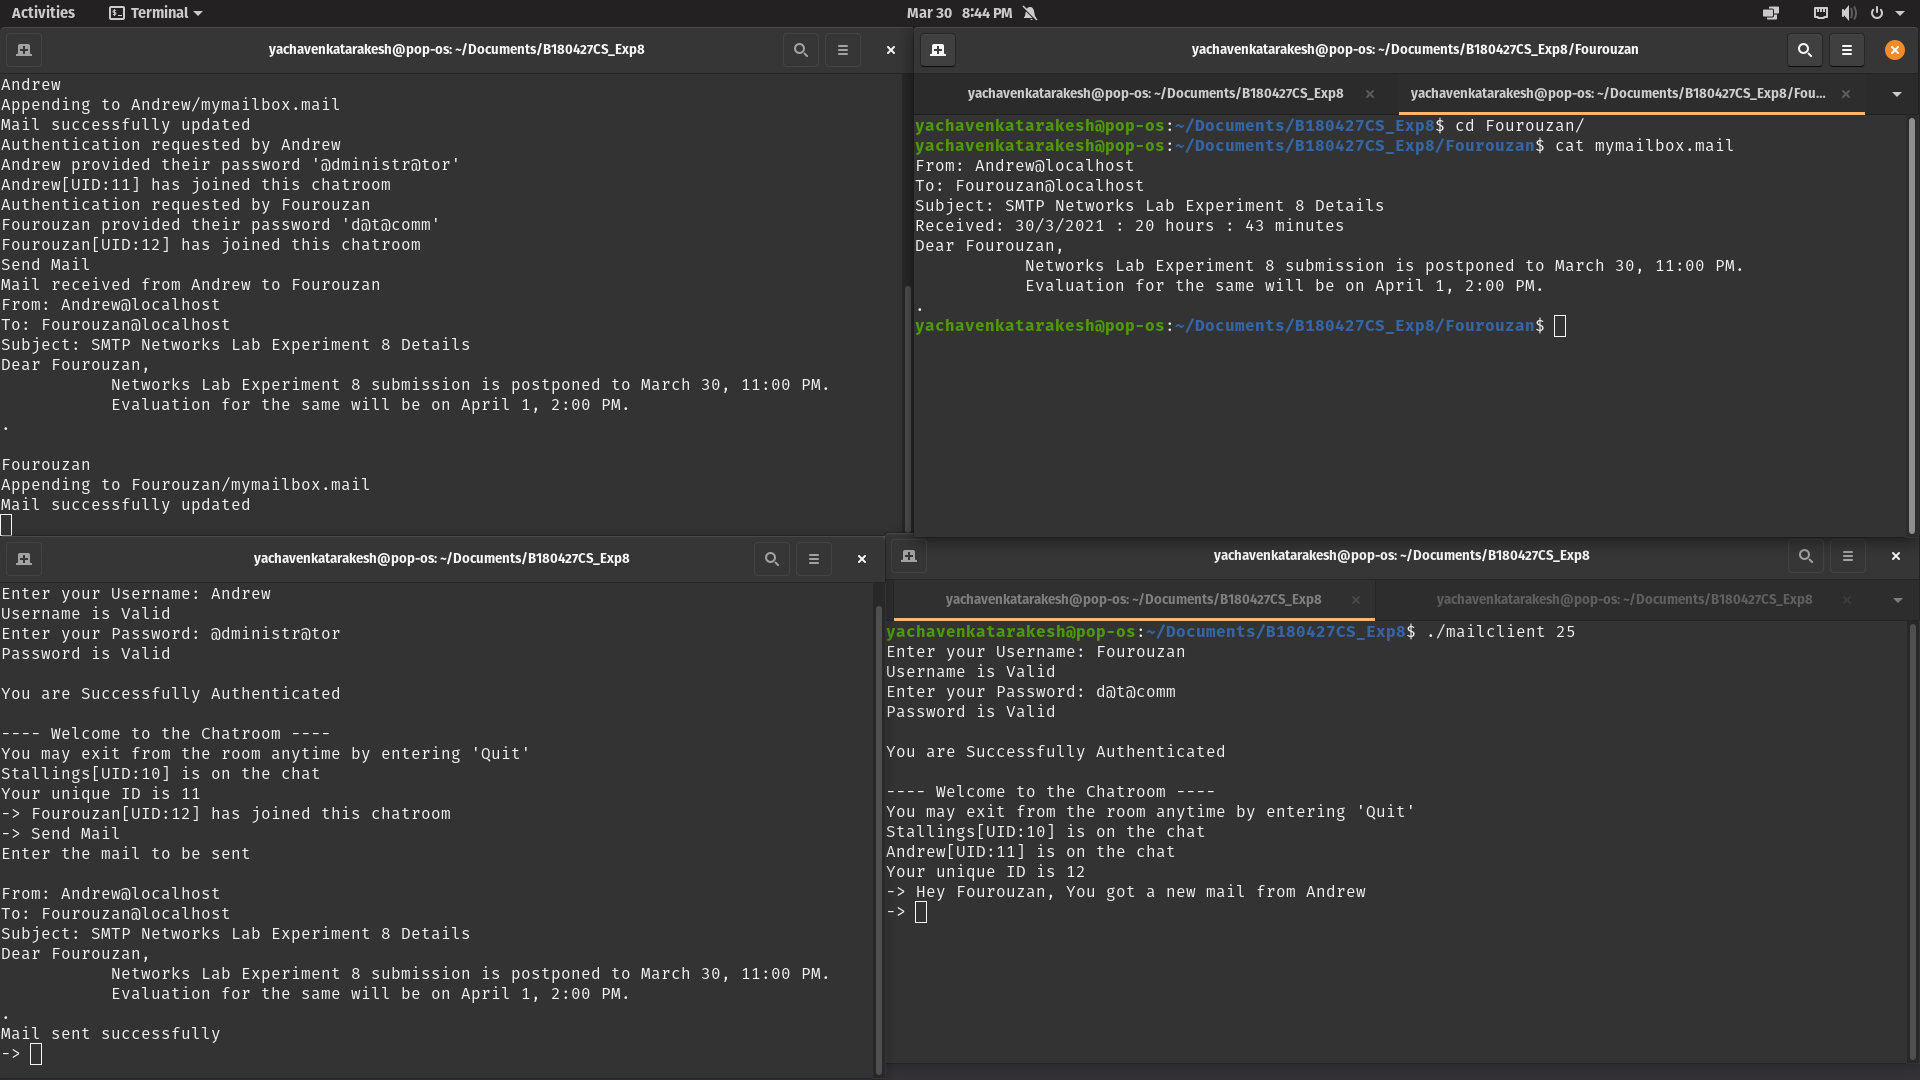 Activities
Terminal
Mar 30 8:44 PM
yachavenkatarakesh@pop-os: ~/Documents/B180427CS_Exp8
Andrew
Appending to Andrew/mymailbox.mail
Mail successfully updated
Authentication requested by Andrew
Andrew provided their password '@dministr@tor'
Andrew[UID:11] has joined this chatroom
Authentication requested by Fourouzan
Fourouzan provided their password 'd@t@comm'
Fourouzan[UID:12] has joined this chatroom
Send Mail
Mail received from Andrew to Fourouzan
From: Andrew@localhost
To: Fourouzan@localhost
Subject: SMTP Networks Lab Experiment 8 Details
Dear Fourouzan,
Networks Lab Experiment 8 submission is postponed to March 30, 11:00 PM.
Evaluation for the same will be on April 1, 2:00 PM.
.
Fourouzan
Appending to Fourouzan/mymailbox.mail
Mail successfully updated
yachavenkatarakesh@pop-os: ~/Documents/B180427CS_Exp8/Fourouzan
yachavenkatarakesh@pop-os: ~/Documents/B180427CS_Exp8
yachavenkatarakesh@pop-os: ~/Documents/B180427CS_Exp8/Fou...
yachavenkatarakesh@pop-os:~/Documents/B180427CS_Exp8$ cd Fourouzan/
yachavenkatarakesh@pop-os:~/Documents/B180427CS_Exp8/Fourouzan$ cat mymailbox.mail
From: Andrew@localhost
To: Fourouzan@localhost
Subject: SMTP Networks Lab Experiment 8 Details
Received: 30/3/2021 : 20 hours : 43 minutes
Dear Fourouzan,
Networks Lab Experiment 8 submission is postponed to March 30, 11:00 PM.
Evaluation for the same will be on April 1, 2:00 PM.
.
yachavenkatarakesh@pop-os:~/Documents/B180427CS_Exp8/Fourouzan$
yachavenkatarakesh@pop-os: ~/Documents/B180427CS_Exp8
Enter your Username: Andrew
Username is Valid
Enter your Password: @dministr@tor
Password is Valid
You are Successfully Authenticated
---- Welcome to the Chatroom ----
You may exit from the room anytime by entering 'Quit'
Stallings[UID:10] is on the chat
Your unique ID is 11
-> Fourouzan[UID:12] has joined this chatroom
-> Send Mail
Enter the mail to be sent
From: Andrew@localhost
To: Fourouzan@localhost
Subject: SMTP Networks Lab Experiment 8 Details
Dear Fourouzan,
Networks Lab Experiment 8 submission is postponed to March 30, 11:00 PM.
Evaluation for the same will be on April 1, 2:00 PM.
.
Mail sent successfully
->
yachavenkatarakesh@pop-os: ~/Documents/B180427CS_Exp8
yachavenkatarakesh@pop-os: ~/Documents/B180427CS_Exp8
yachavenkatarakesh@pop-os: ~/Documents/B180427CS_Exp8
yachavenkatarakesh@pop-os:~/Documents/B180427CS_Exp8$ ./mailclient 25
Enter your Username: Fourouzan
Username is Valid
Enter your Password: d@t@comm
Password is Valid
You are Successfully Authenticated
---- Welcome to the Chatroom ----
You may exit from the room anytime by entering 'Quit'
Stallings[UID:10] is on the chat
Andrew[UID:11] is on the chat
Your unique ID is 12
-> Hey Fourouzan, You got a new mail from Andrew
->